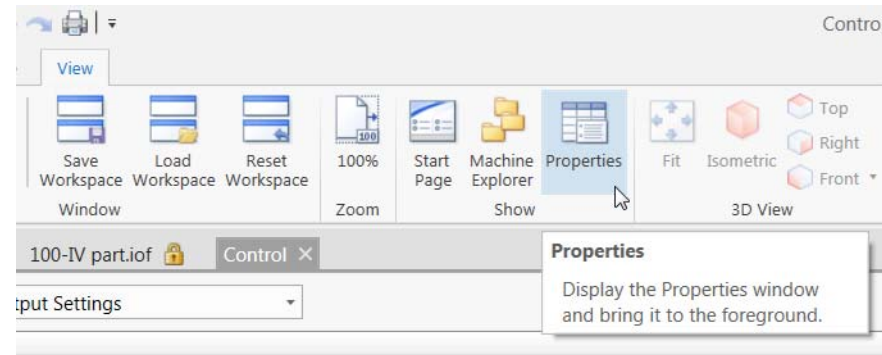 Contro
View
Save Workspace
Load Workspace
Reset Workspace
100
100%
Start Page
Machine Explorer
Properties
Fit
Isometric
Top
Right
Front
Window
Zoom
Show
3D View
100-IV part.iof
Control
tput Settings
Properties
Display the Properties window
and bring it to the foreground.